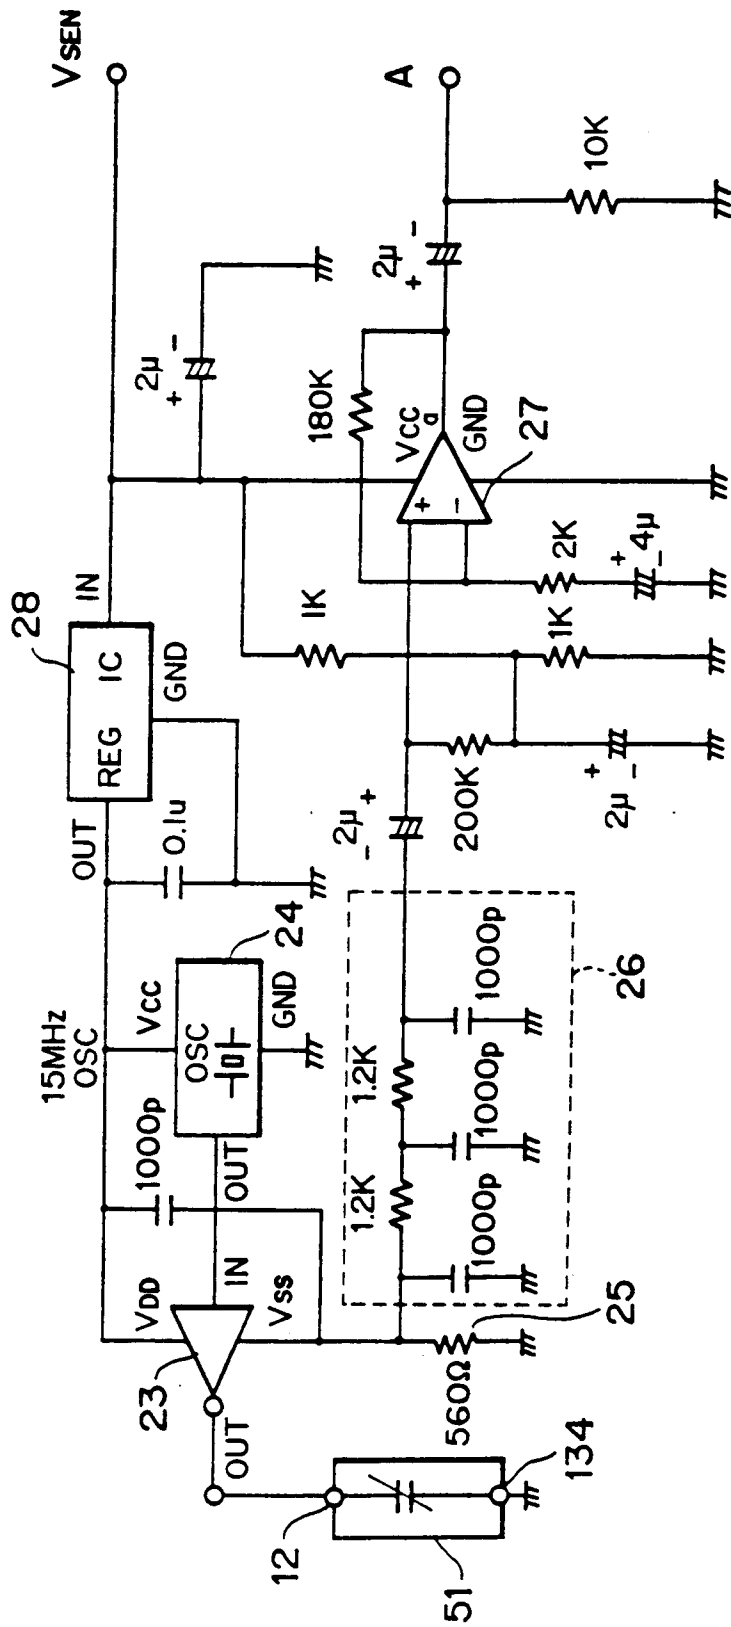 VSEN
28
REG IC
IN
OUT
GND
2μ
+ -
0.1u
15MHz
OSC
24
VCC
OSC
GND
OUT
1000p
VDD
IN
VSS
23
OUT
12
51
134
560Ω
25
26
1.2K
1.2K
1000p
1000p
1000p
2μ
- +
200K
2μ
+
-
1K
1K
2K
4μ
+
-
180K
VCC
a
GND
27
+
-
2μ
+ -
10K
A